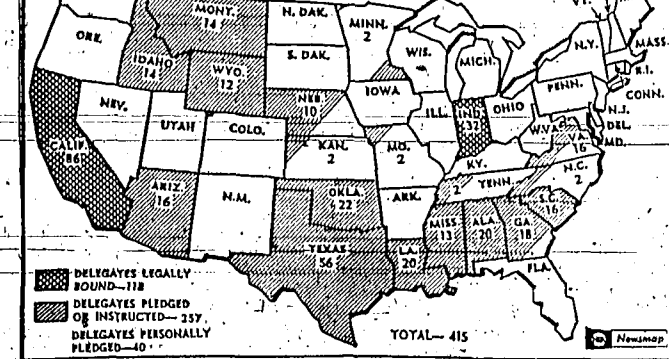 VT.
MONT.
14
N. DAK.
MINN.
2
ORE.
IDAHO
14
WYO.
12
S. DAK.
WIS.
MICH.
N.Y.
MASS.
R.I.
CONN.
NEV.
UTAH
COLO.
NEB.
10
IOWA
ILL.
IND.
32
OHIO
PENN.
N.J.
DEL.
MD.
W.VA.
VA.
16
CALIF.
86
KAN.
2
MO.
2
KY.
N.C.
2
ARIZ.
16
N.M.
OKLA.
22
ARK.
2
TENN.
S.C.
16
MISS.
13
ALA.
20
GA.
18
TEXAS
56
LA.
20
FLA.
DELEGATES LEGALLY
BOUND—118
DELEGATES PLEDGED
OR INSTRUCTED—257
DELEGATES PERSONALLY
PLEDGED—40
TOTAL—415
Newsmap